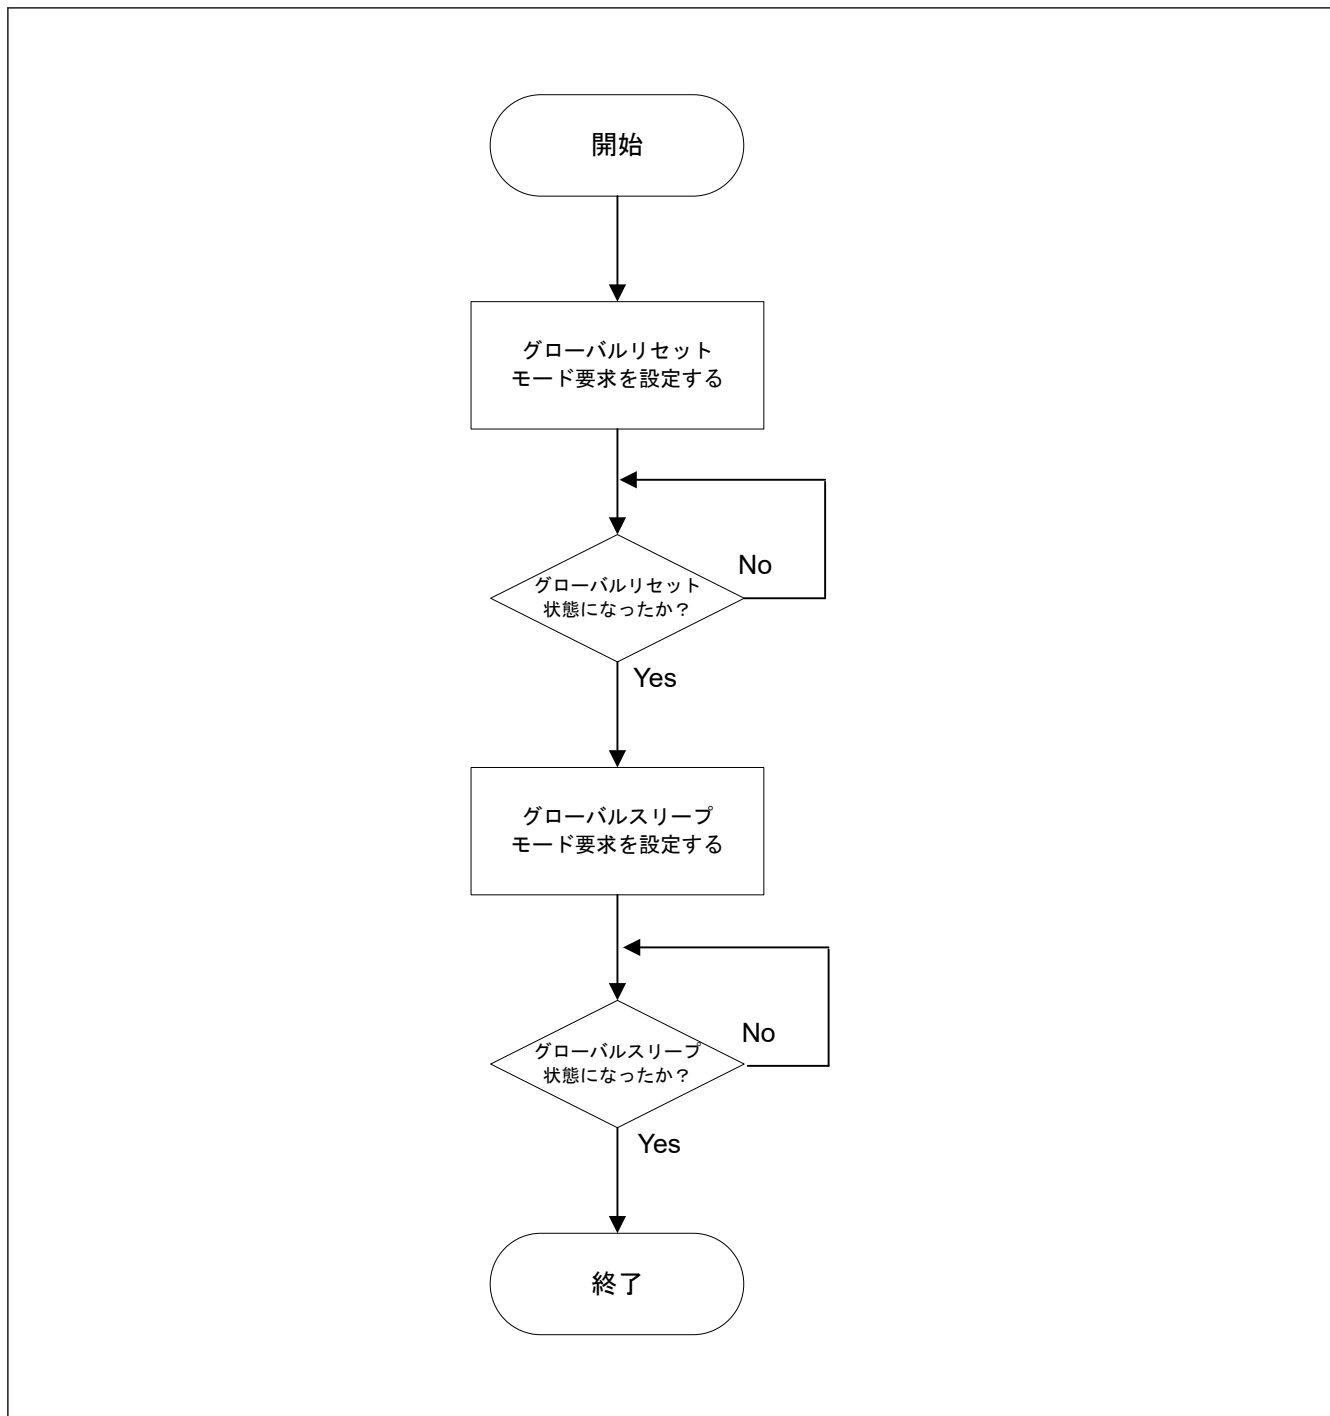 開始
グローバルリセット
モード要求を設定する
グローバルリセット
状態になったか？
No
Yes
グローバルスリープ
モード要求を設定する
グローバルスリープ
状態になったか？
No
Yes
終了